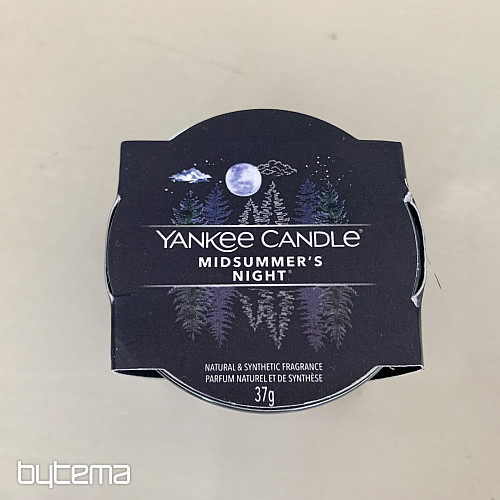 YANKEE CANDLE®
MIDSUMMER'S
NIGHT®
NATURAL & SYNTHETIC FRAGRANCE
PARFUM NATUREL ET DE SYNTHÈSE
37g
bytema